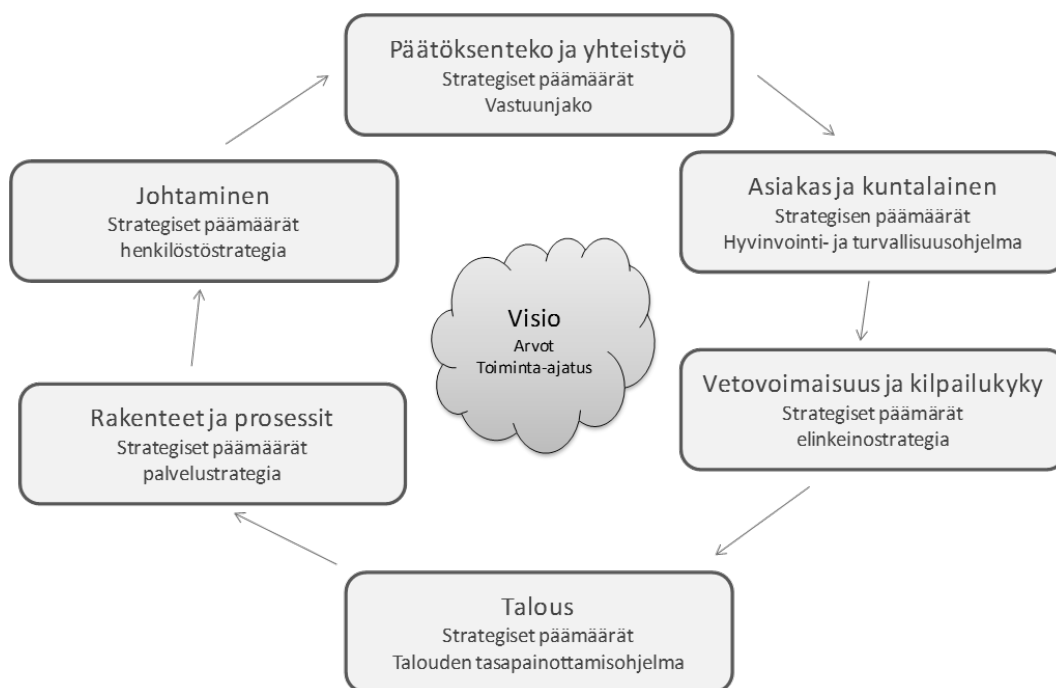 Päätöksenteko ja yhteistyö
Strategiset päämäärät
Vastuunjako
Johtaminen
Strategiset päämäärät
henkilöstöstrategia
Asiakas ja kuntalainen
Strategisen päämäärät
Hyvinvointi- ja turvallisuusohjelma
Visio
Arvot
Toiminta-ajatus
Rakenteet ja prosessit
Strategiset päämäärät
palvelustrategia
Vetovoimaisuus ja kilpailukyky
Strategiset päämärät
elinkeinostrategia
Talous
Strategiset päämäärät
Talouden tasapainottamisohjelma